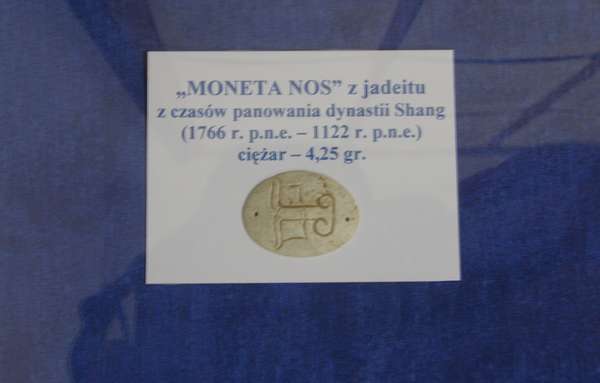 „MONETA NOS” z jadeitu
z czasów panowania dynastii Shang
(1766 r. p.n.e. – 1122 r. p.n.e.)
ciężar – 4,25 gr.